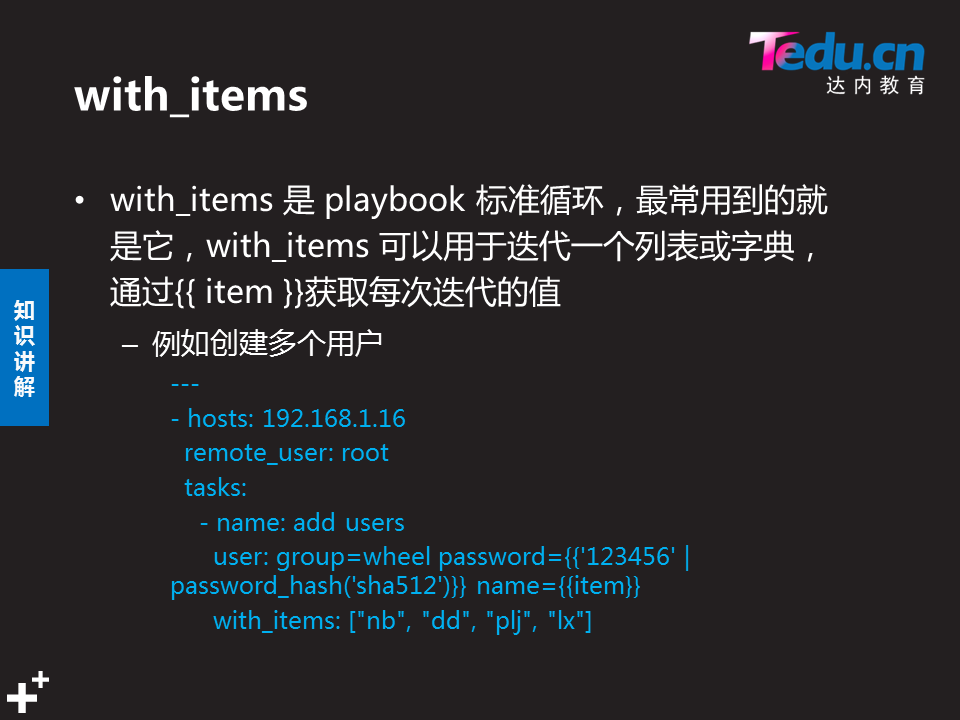 Tedu.cn
达内教育
with_items
• with_items 是 playbook 标准循环，最常用到的就
是它，with_items 可以用于迭代一个列表或字典，
通过{{ item }}获取每次迭代的值
知识讲解
– 例如创建多个用户
---
- hosts: 192.168.1.16
  remote_user: root
  tasks:
    - name: add users
      user: group=wheel password={{'123456' |
password_hash('sha512')}} name={{item}}
      with_items: ["nb", "dd", "plj", "lx"]